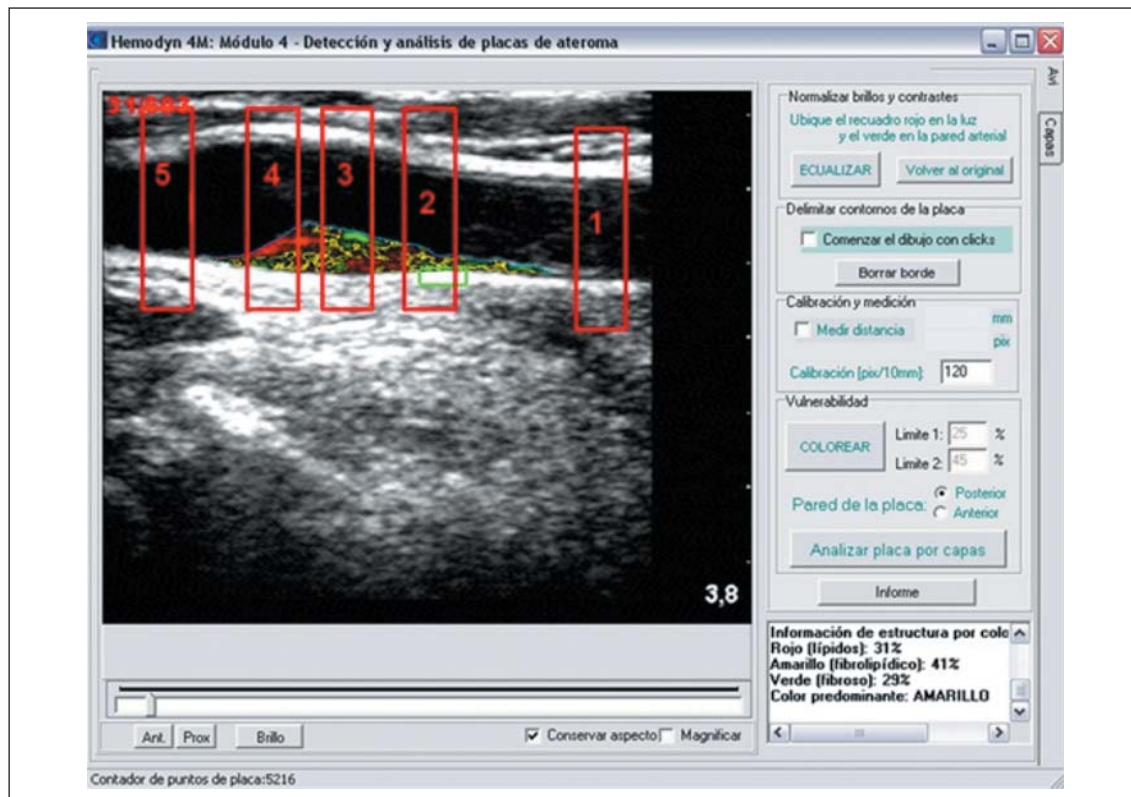 Hemodyn 4M: Módulo 4 - Detección y análisis de placas de ateroma
Avi
Capas
5
4
3
2
1
3,8
Normalizar brillos y contrastes
Ubique el recuadro rojo en la luz
y el verde en la pared arterial
ECUALIZAR
Volver al original
Delimitar contornos de la placa
Comenzar el dibujo con clicks
Borrar borde
Calibración y medición
Medir distancia
mm
pix
Calibración [pix/10mm]: 120
Vulnerabilidad
COLOREAR
Limite 1: 25 %
Limite 2: 45 %
Pared de la placa:
Posterior
Anterior
Analizar placa por capas
Informe
Información de estructura por colo
Rojo (lípidos): 31%
Amarillo (fibrolipídico): 41%
Verde (fibroso): 29%
Color predominante: AMARILLO
Ant. Prox Brillo Conservar aspecto Magnificar
Contador de puntos de placa:5216